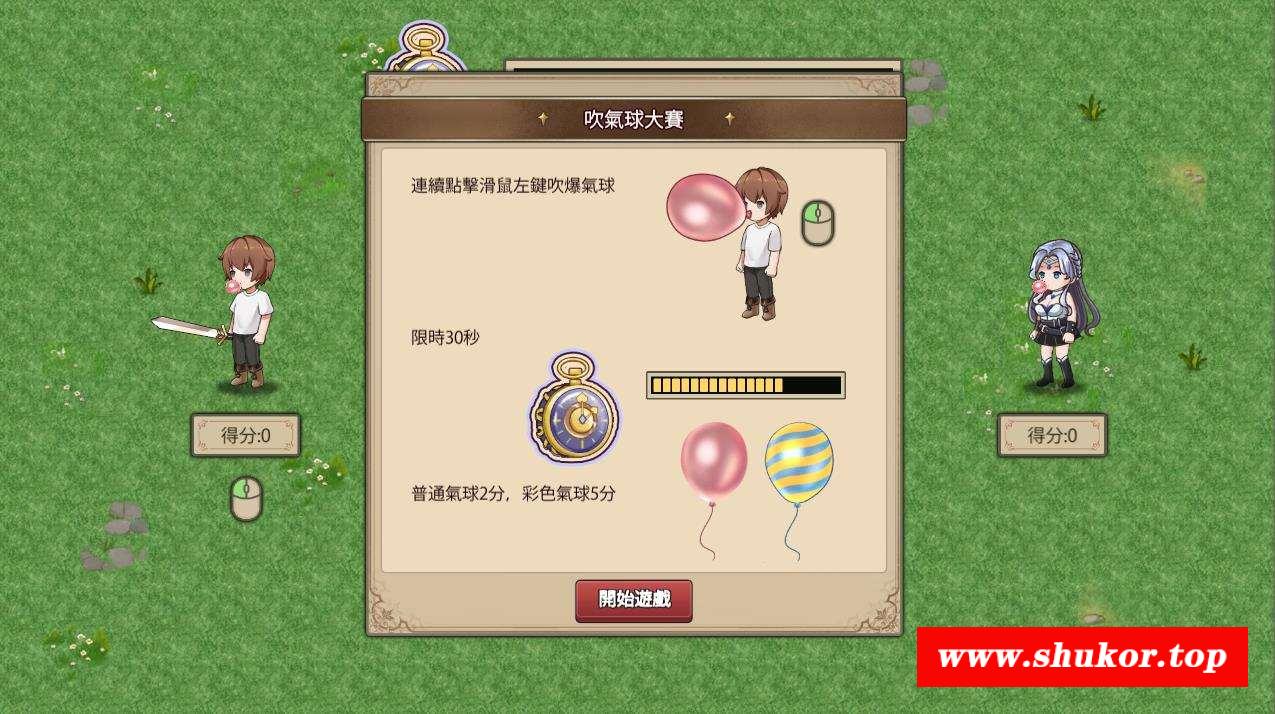 吹氣球大賽
連續點擊滑鼠左鍵吹爆氣球
限時30秒
得分:0
得分:0
普通氣球2分，彩色氣球5分
開始遊戲
www.shukor.top